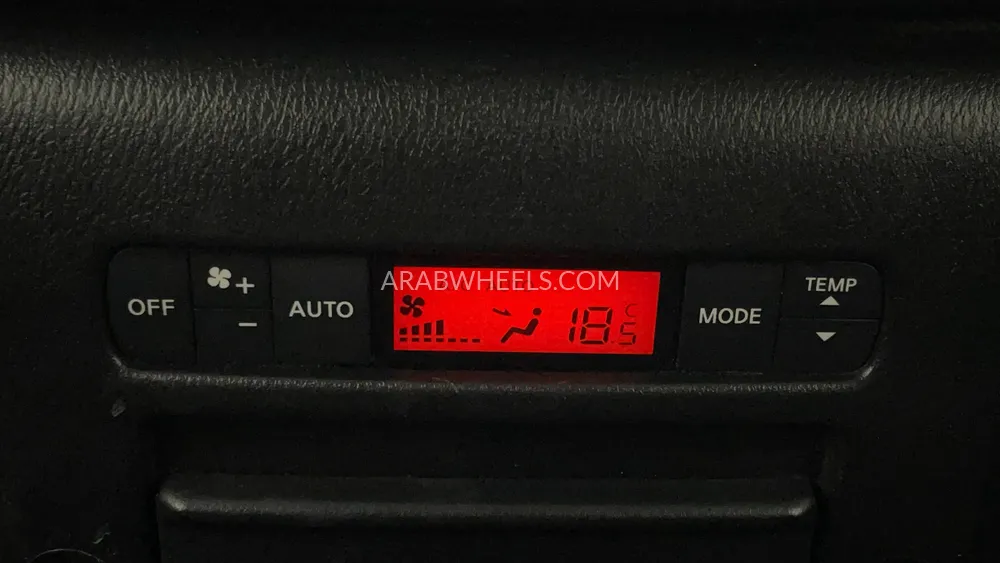 ARABWHEELS.COM
OFF
+
-
AUTO
18.5 C
MODE
TEMP